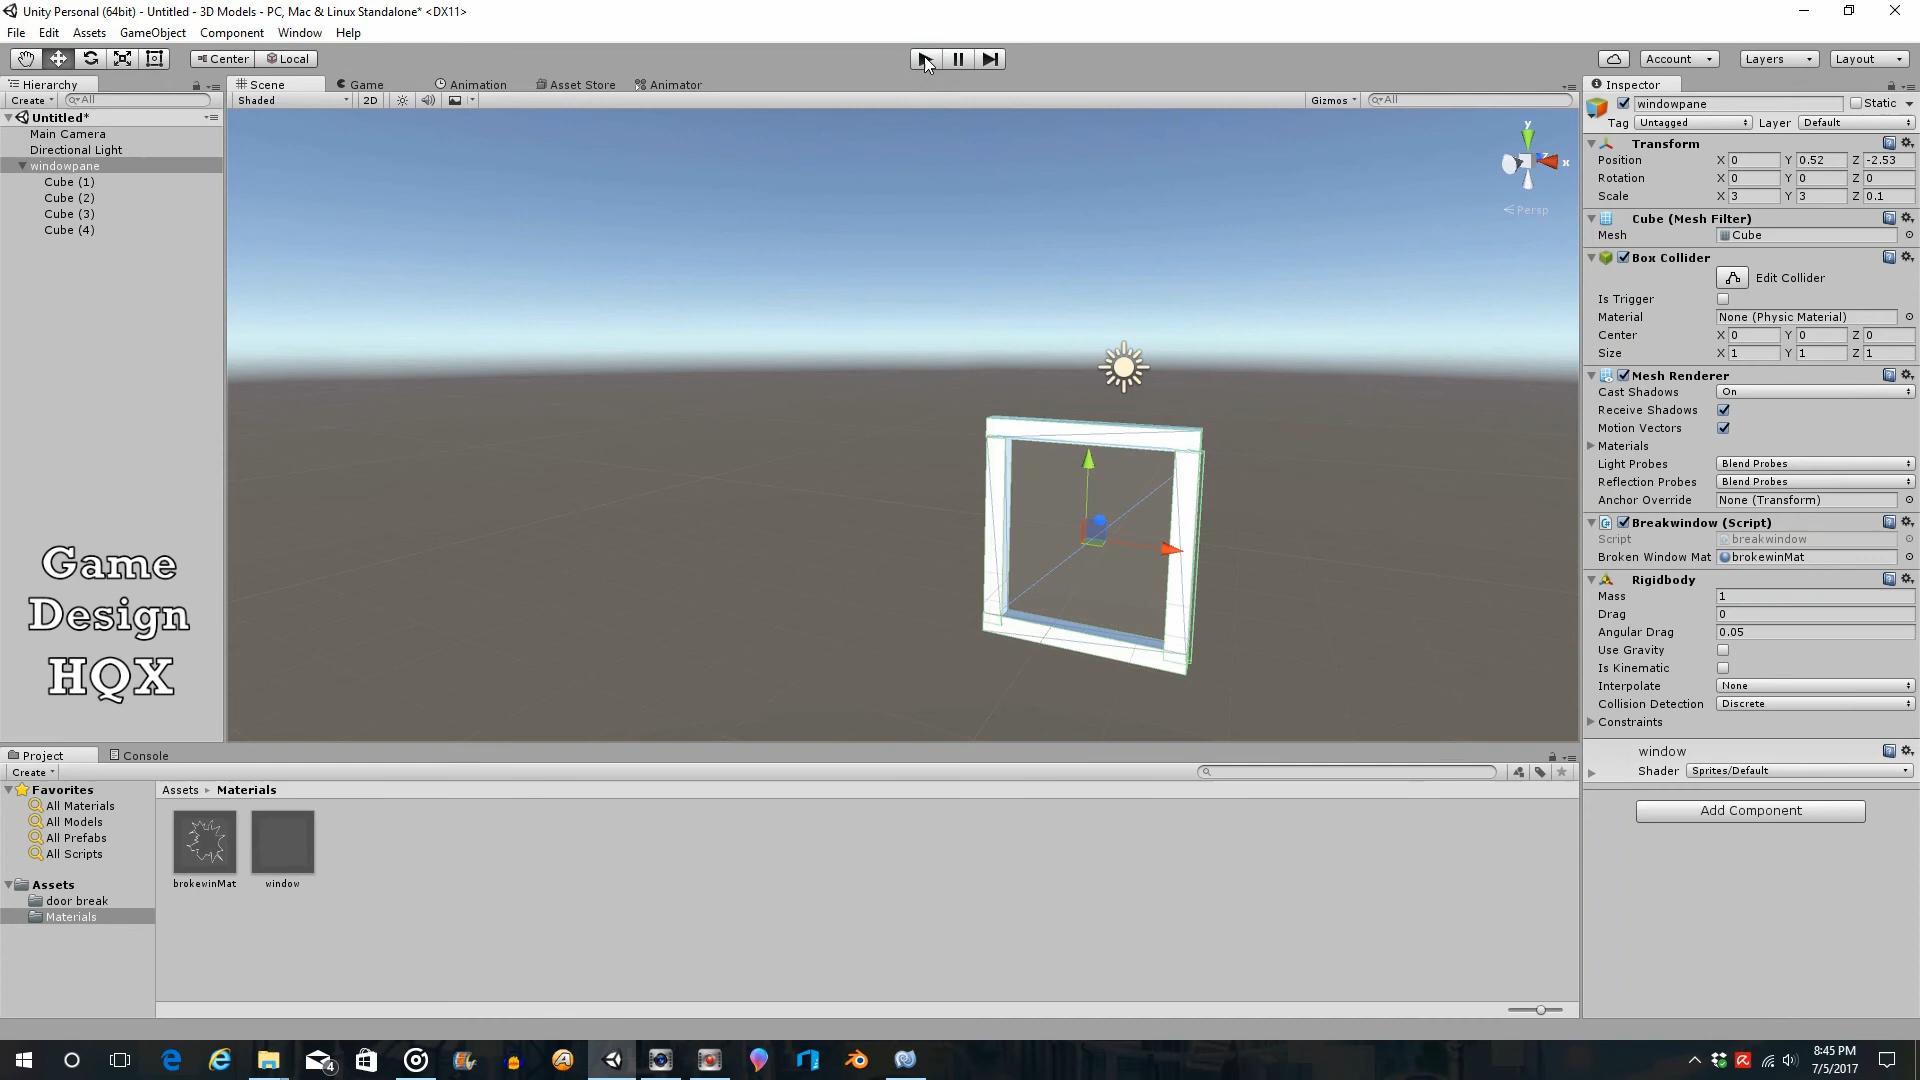 Unity Personal (64bit) - Untitled - 3D Models - PC, Mac & Linux Standalone* <DX11>
File Edit Assets GameObject Component Window Help
Center Local Account Layers Layout
Hierarchy Scene Game Animation Asset Store Animator Inspector
Create All Shaded 2D Gizmos All windowpane Static
Untitled* Tag Untagged Layer Default
Main Camera
Directional Light
windowpane
Cube (1)
Cube (2)
Cube (3)
Cube (4)
y
x
Persp
Transform
Position X 0 Y 0.52 Z -2.53
Rotation X 0 Y 0 Z 0
Scale X 3 Y 3 Z 0.1
Cube (Mesh Filter)
Mesh Cube
Box Collider
Edit Collider
Is Trigger
Material None (Physic Material)
Center X 0 Y 0 Z 0
Size X 1 Y 1 Z 1
Mesh Renderer
Cast Shadows On
Receive Shadows
Motion Vectors
Materials
Light Probes Blend Probes
Reflection Probes Blend Probes
Anchor Override None (Transform)
Breakwindow (Script)
Script breakwindow
Broken Window Mat brokewinMat
Rigidbody
Mass 1
Drag 0
Angular Drag 0.05
Use Gravity
Is Kinematic
Interpolate None
Collision Detection Discrete
Constraints
window
Shader Sprites/Default
Add Component
Game
Design
HQX
Project Console
Create
Favorites
All Materials
All Models
All Prefabs
All Scripts
Assets
door break
Materials
Assets Materials
brokewinMat window
4
8:45 PM
7/5/2017